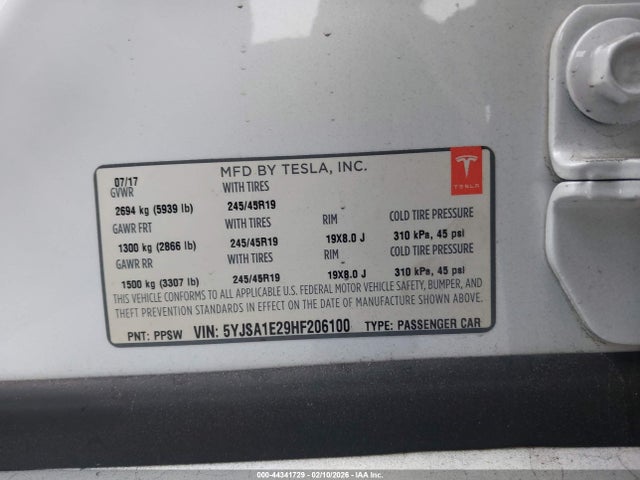 MFD BY TESLA, INC.
07/17
GVWR WITH TIRES
2694 kg (5939 lb) 245/45R19
GAWR FRT WITH TIRES RIM COLD TIRE PRESSURE
1300 kg (2866 lb) 245/45R19 19X8.0 J 310 kPa, 45 psi
GAWR RR WITH TIRES RIM COLD TIRE PRESSURE
1500 kg (3307 lb) 245/45R19 19X8.0 J 310 kPa, 45 psi
THIS VEHICLE CONFORMS TO ALL APPLICABLE U.S. FEDERAL MOTOR VEHICLE SAFETY, BUMPER, AND
THEFT PREVENTION STANDARDS IN EFFECT ON THE DATE OF MANUFACTURE SHOWN ABOVE.
PNT: PPSW VIN: 5YJSA1E29HF206100 TYPE: PASSENGER CAR
TESLA
000-44341729 - 02/10/2026 - IAA Inc.